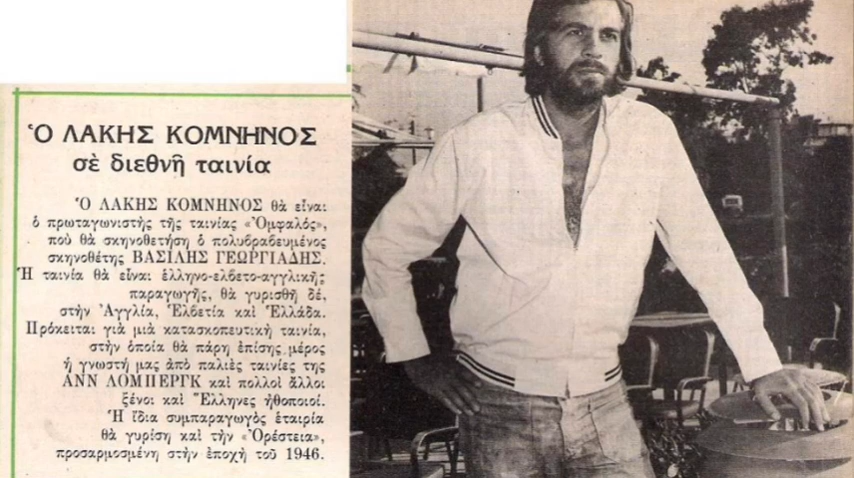 Ὁ ΛΑΚΗΣ ΚΟΜΝΗΝΟΣ
σὲ διεθνῆ ταινία
Ὁ ΛΑΚΗΣ ΚΟΜΝΗΝΟΣ θὰ εἶναι
ὁ πρωταγωνιστής τῆς ταινίας «Ὀμφαλός»,
ποὺ θὰ σκηνοθετήση ὁ πολυβραβευμένος
σκηνοθέτης ΒΑΣΙΛΗΣ ΓΕΩΡΓΙΑΔΗΣ.
Ἡ ταινία θὰ εἶναι ἑλληνο-ελβετο-αγγλικῆς
παραγωγῆς, θὰ γυρισθῆ δέ,
στὴν Ἀγγλία, Ἑλβετία καὶ Ἑλλάδα.
Πρόκειται γιὰ μιὰ κατασκοπευτικὴ ταινία,
στὴν ὁποία θὰ πάρη ἐπίσης μέρος
ἡ γνωστή μας ἀπὸ παλιὲς ταινίες της
ΑΝΝ ΛΟΜΠΕΡΓΚ καὶ πολλοὶ ἄλλοι
ξένοι καὶ Ἕλληνες ἠθοποιοί.
Ἡ ἴδια συμπαραγωγὸς ἑταιρία
θὰ γυρίση καὶ τὴν «Ὀρέστεια»,
προσαρμοσμένη στὴν ἐποχὴ τοῦ 1946.